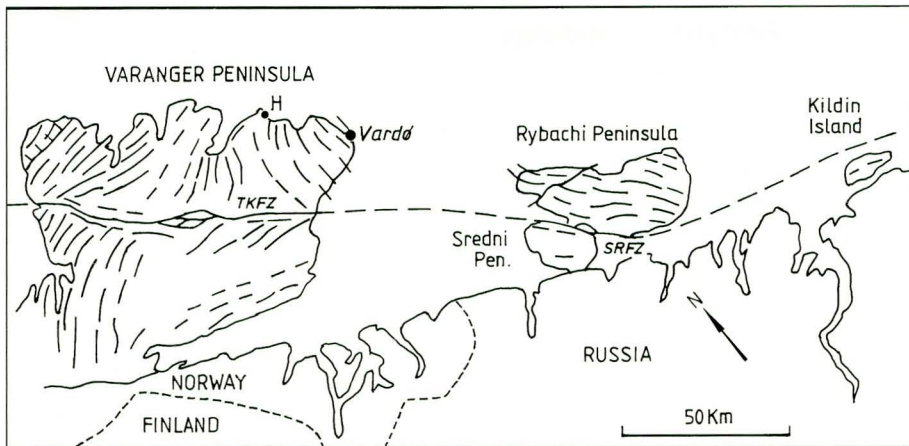 VARANGER PENINSULA
H
Vardø
Kildin
Island
Rybachi Peninsula
TKFZ
Sredni
Pen.
SRFZ
N
RUSSIA
NORWAY
FINLAND
50 Km